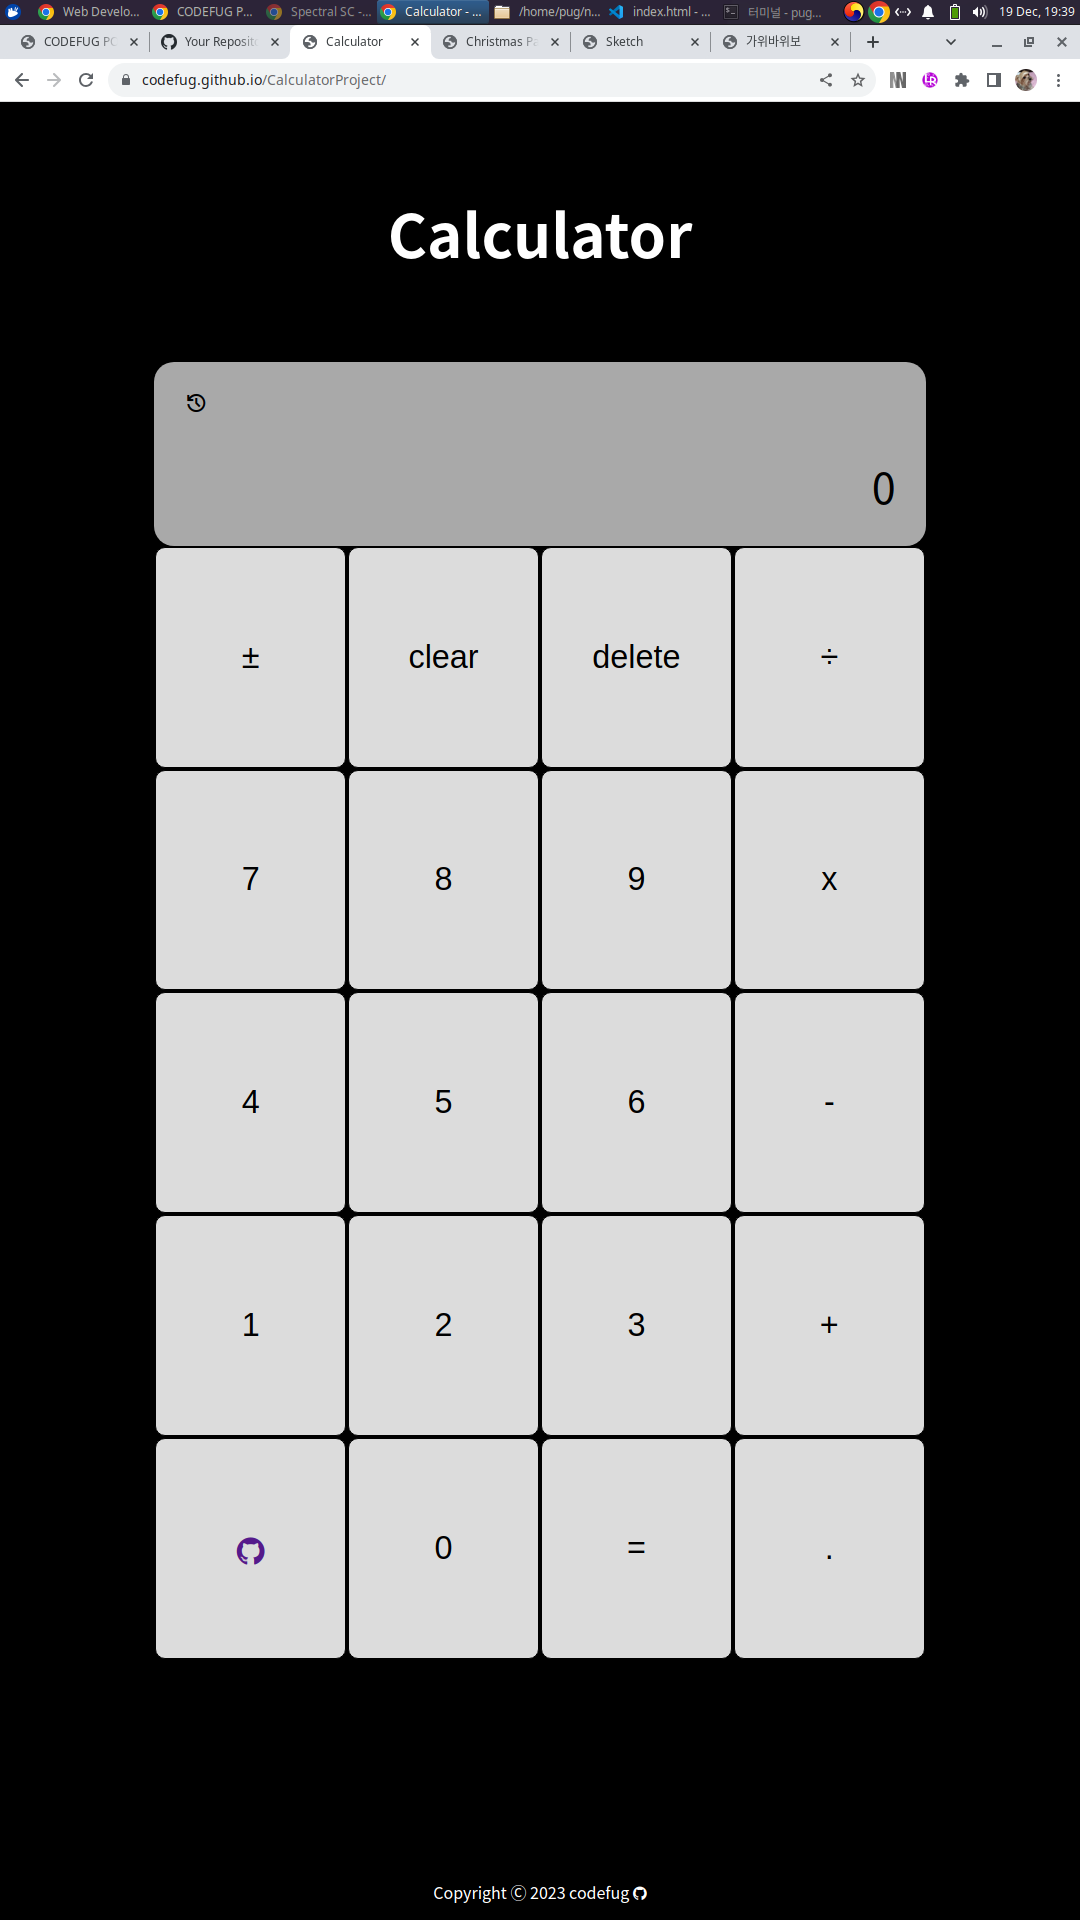 Web Develo... CODEFUG P... Spectral SC -... Calculator - ... /home/pug/n... index.html - ... 터미널 - pug... 19 Dec, 19:39
CODEFUG PO Your Reposito Calculator Christmas Pa Sketch 가위바위보
codefug.github.io/CalculatorProject/
Calculator
0
± clear delete ÷
7 8 9 x
4 5 6 -
1 2 3 +
0 = .
Copyright Ⓒ 2023 codefug